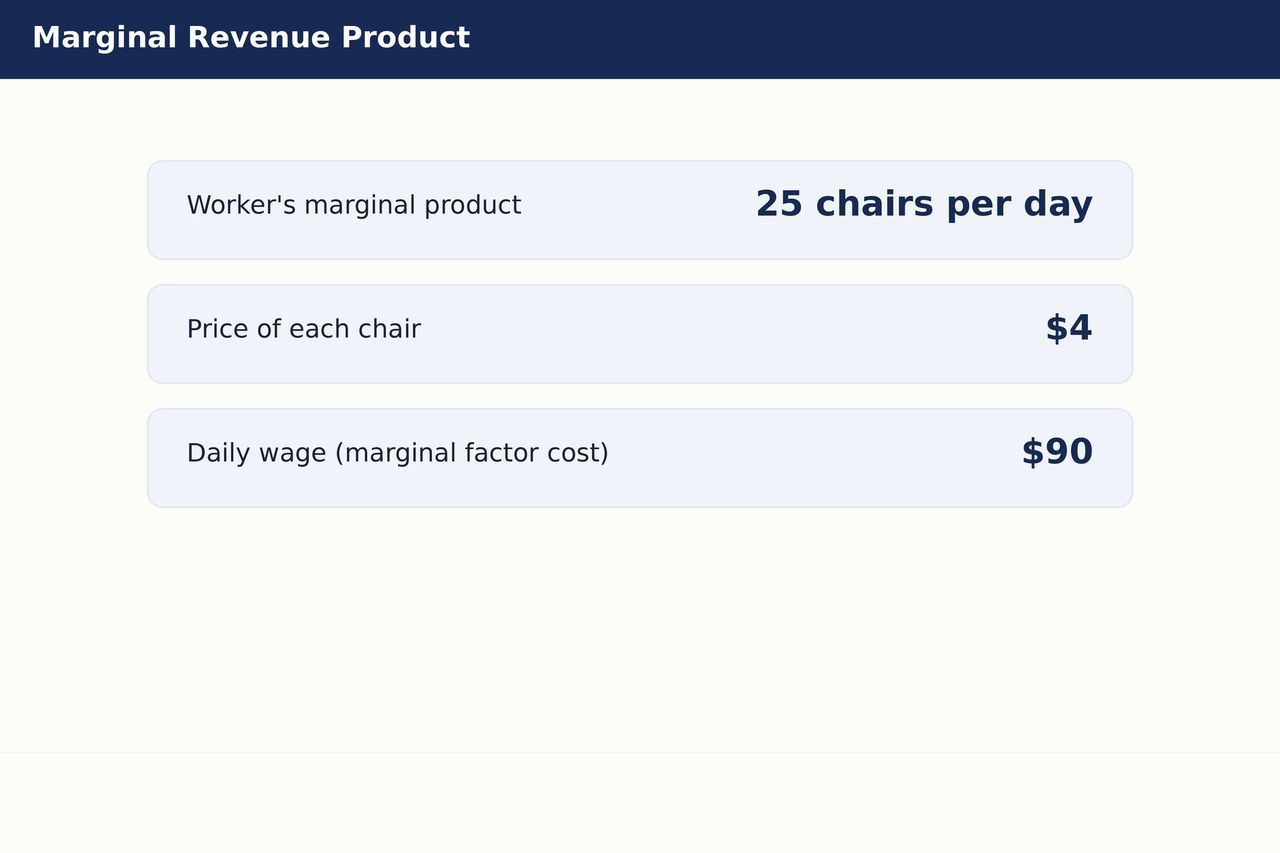 Marginal Revenue Product
Worker's marginal product 25 chairs per day
Price of each chair $4
Daily wage (marginal factor cost) $90